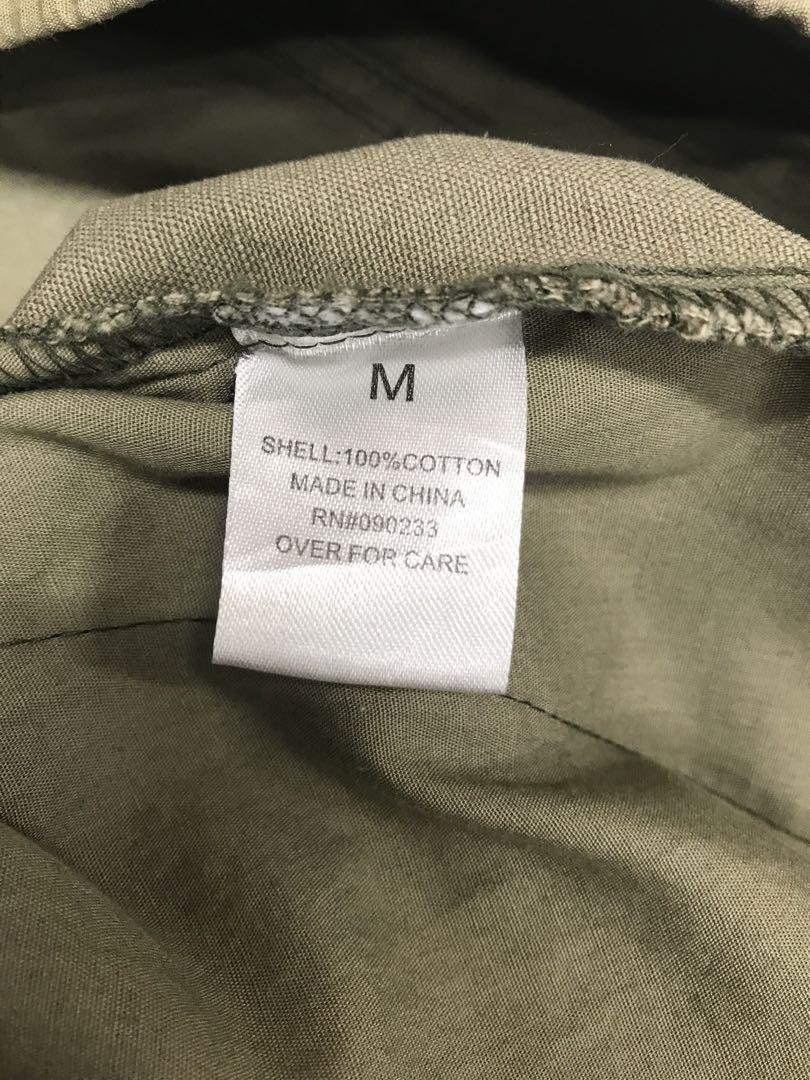 M
SHELL:100%COTTON
MADE IN CHINA
RN#090233
OVER FOR CARE